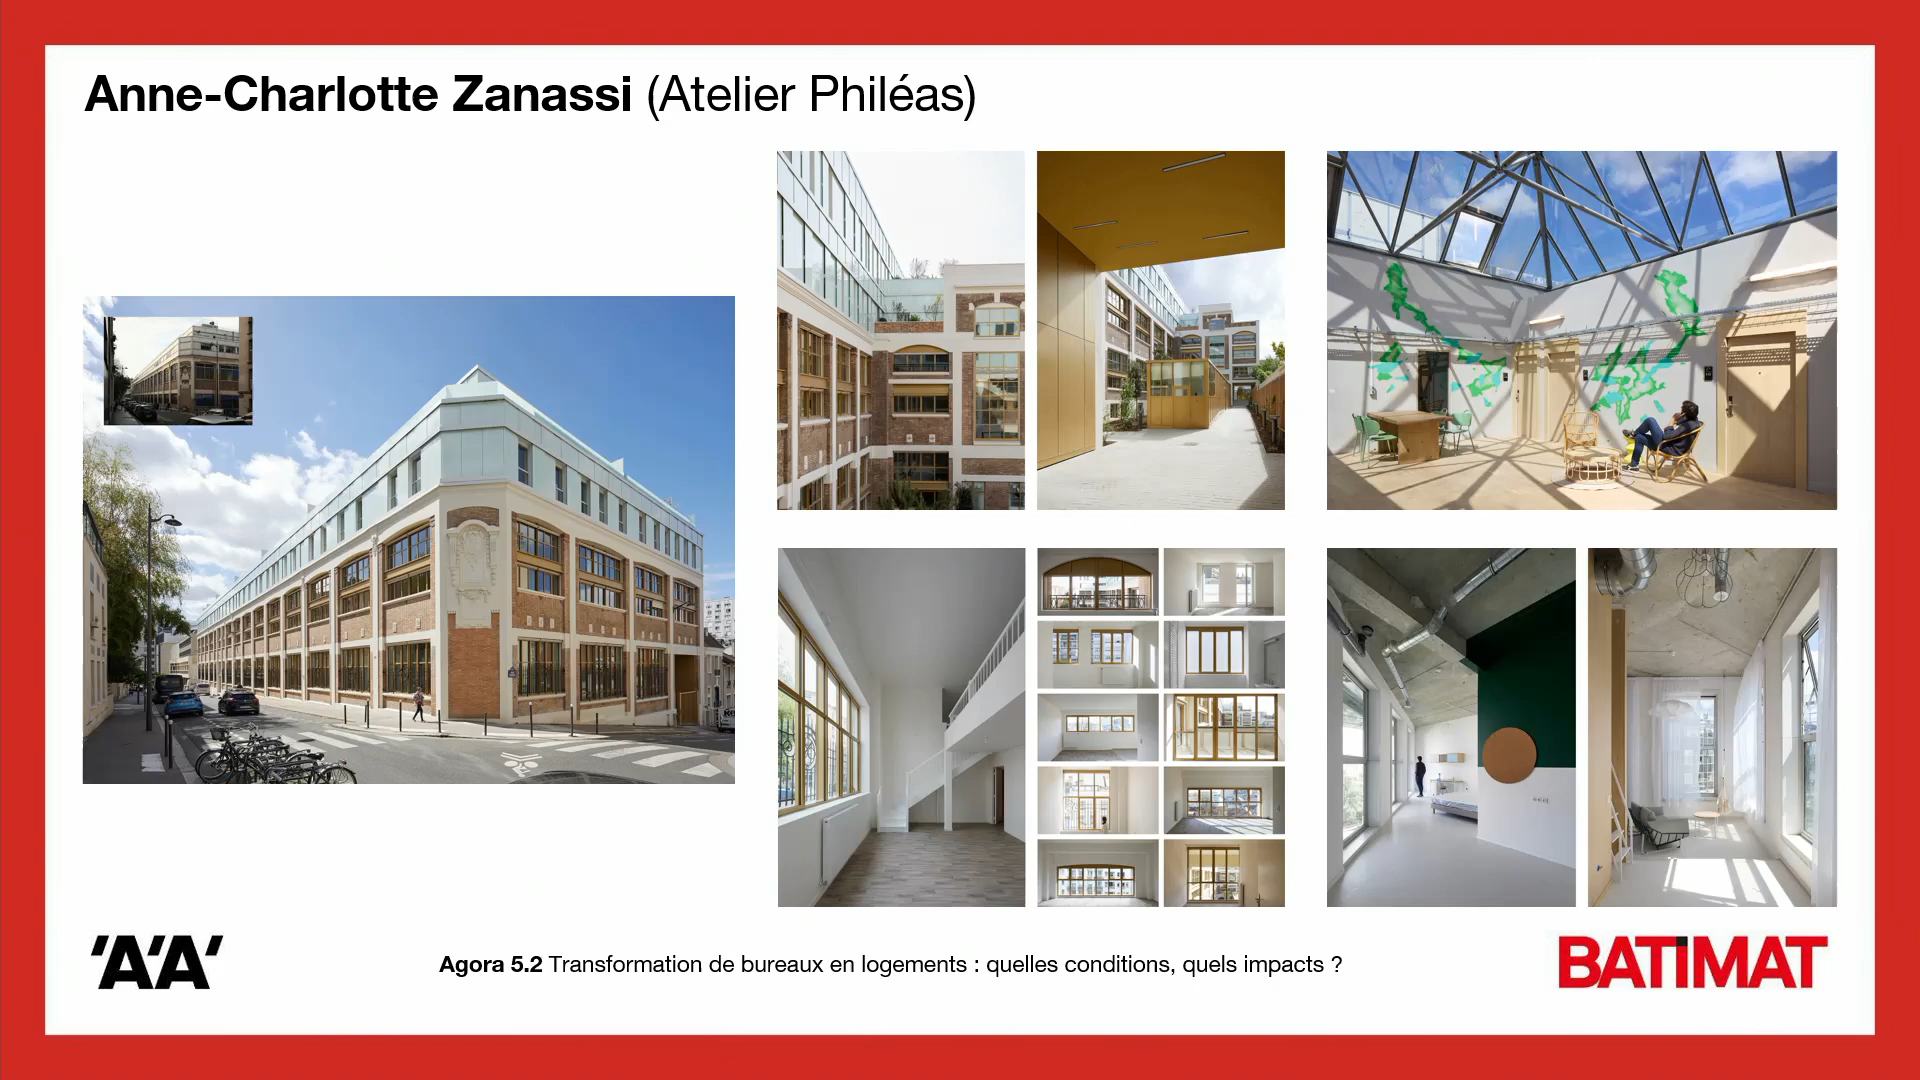 Anne-Charlotte Zanassi (Atelier Philéas)
'A'A'
Agora 5.2 Transformation de bureaux en logements : quelles conditions, quels impacts ?
BATIMAT